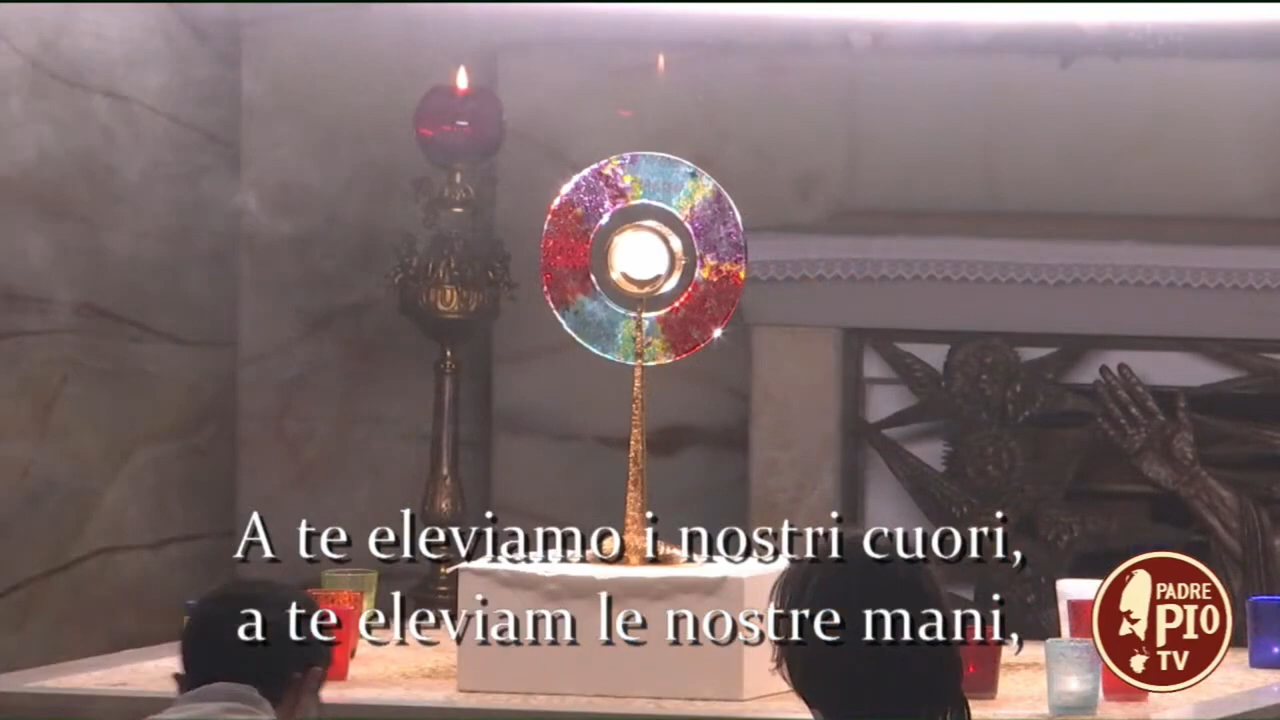 A te eleviamo i nostri cuori,
a te eleviam le nostre mani,
PADRE
PIO
TV